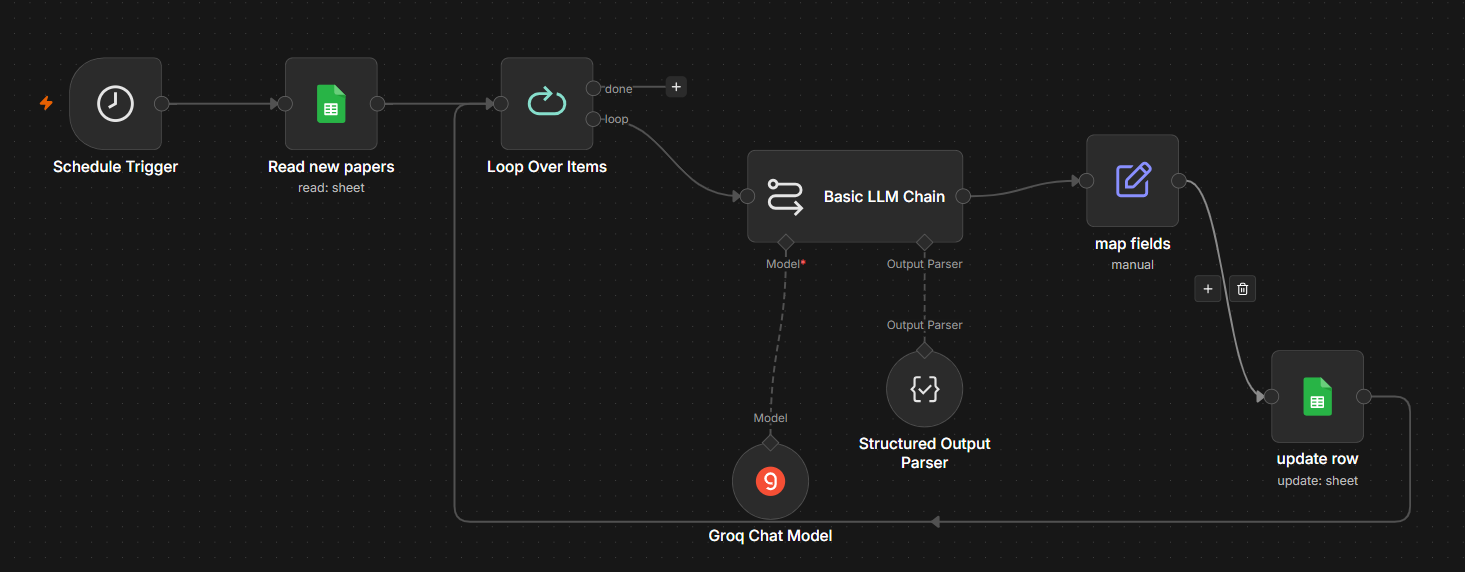 Schedule Trigger
Read new papers
read: sheet
Loop Over Items
done
loop
Basic LLM Chain
Model*
Output Parser
Output Parser
Model
Structured Output
Parser
Groq Chat Model
map fields
manual
update row
update: sheet